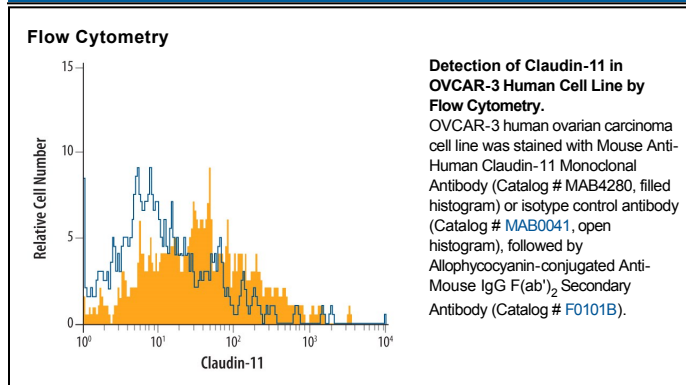 Flow Cytometry
15
10
5
0
Relative Cell Number
10⁰
10¹
10²
10³
10⁴
Claudin-11
Detection of Claudin-11 in
OVCAR-3 Human Cell Line by
Flow Cytometry.
OVCAR-3 human ovarian carcinoma
cell line was stained with Mouse Anti-
Human Claudin-11 Monoclonal
Antibody (Catalog # MAB4280, filled
histogram) or isotype control antibody
(Catalog # MAB0041, open
histogram), followed by
Allophycocyanin-conjugated Anti-
Mouse IgG F(ab')₂ Secondary
Antibody (Catalog # F0101B).